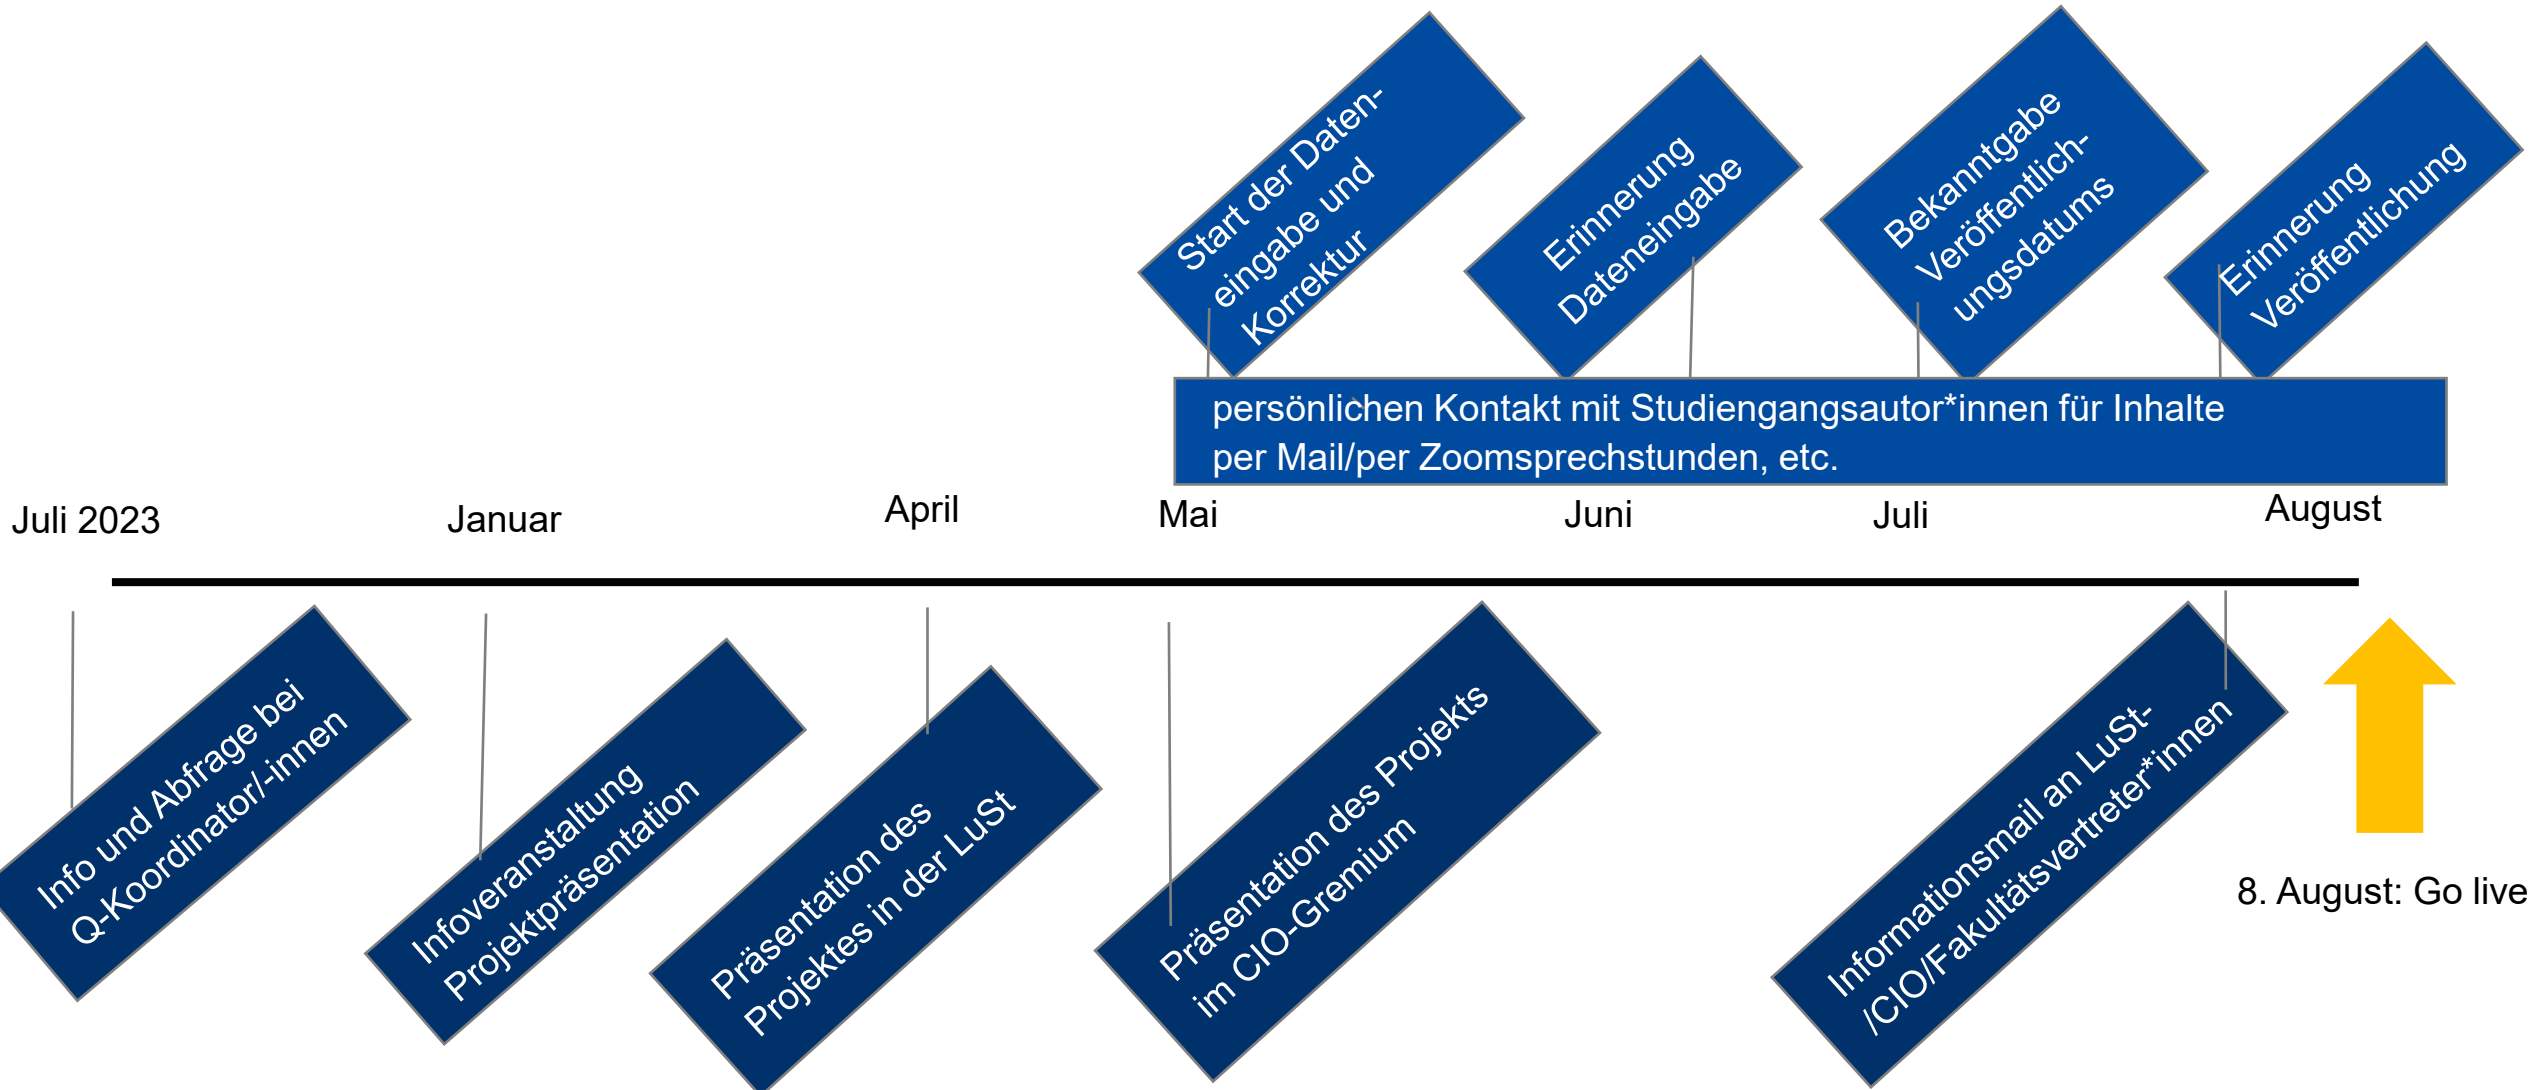 Start der Daten-
eingabe und
Korrektur
Erinnerung
Dateneingabe
Bekanntgabe
Veröffentlich-
ungsdatums
Erinnerung
Veröffentlichung
persönlichen Kontakt mit Studiengangsautor*innen für Inhalte
per Mail/per Zoomsprechstunden, etc.
Juli 2023
Januar
April
Mai
Juni
Juli
August
Info und Abfrage bei
Q-Koordinator/-innen
Infoveranstaltung
Projektpräsentation
Präsentation des
Projektes in der LuSt
Präsentation des Projekts
im CIO-Gremium
Informationsmail an LuSt-
/CIO/Fakultätsvertreter*innen
8. August: Go live